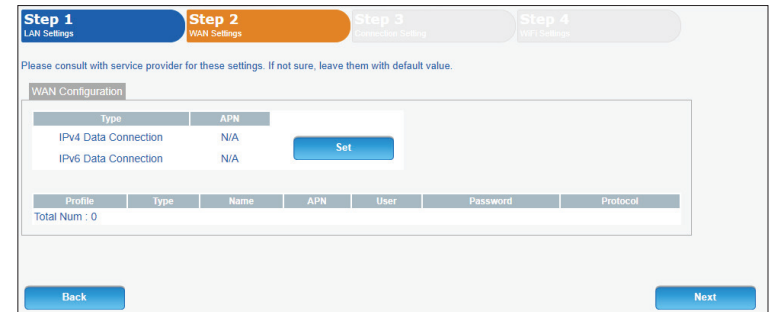 Step 1 Step 2 Step 3 Step 4
LAN Settings WAN Settings Connection Setting WiFi Settings
Please consult with service provider for these settings. If not sure, leave them with default value.
WAN Configuration
Type APN
IPv4 Data Connection N/A
Set
IPv6 Data Connection N/A
Profile Type Name APN User Password Protocol
Total Num : 0
Back Next